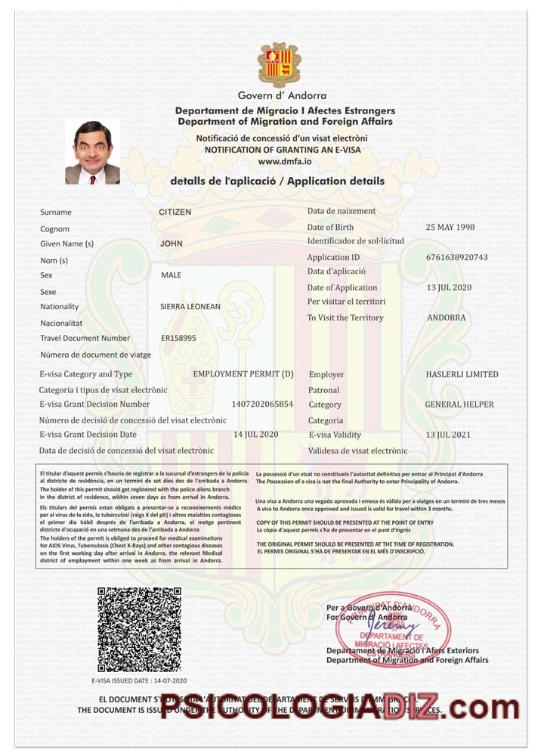 Govern d' Andorra
Departament de Migracio I Afectes Estrangers
Department of Migration and Foreign Affairs
Notificació de concessió d'un visat electròni
NOTIFICATION OF GRANTING AN E-VISA
www.dmfa.io
detalls de l'aplicació / Application details
Surname CITIZEN
Cognom
Given Name (s) JOHN
Nom (s)
Sex MALE
Sexe
Nationality SIERRA LEONEAN
Nacionalitat
Travel Document Number ER158995
Número de document de viatge
Data de naixement
Date of Birth 25 MAY 1998
Identificador de sol·licitud
Application ID 6761638920743
Data d'aplicació
Date of Application 13 JUL 2020
Per visitar el territori
To Visit the Territory ANDORRA
E-visa Category and Type EMPLOYMENT PERMIT (D)
Categoria i tipus de visat electrònic
E-visa Grant Decision Number 1407202065854
Número de decisió de concessió del visat electrònic
E-visa Grant Decision Date 14 JUL 2020
Data de decisió de concessió del visat electrònic
Employer HASLERLI LIMITED
Patronal
Category GENERAL HELPER
Categoria
E-visa Validity 13 JUL 2021
Validesa de visat electrònic
El titular d'aquest permís s'hauria de registrar a la sucursal d'estrangers de la policia
al districte de residència, en un termini de set dies des de l'arribada a Andorra.
The holder of this permit should get registered with the police aliens branch
in the district of residence, within seven days as from arrival in Andorra.
Els titulars del permís estan obligats a presentar-se a reconeixements mèdics
per al virus de la sida, la tuberculosi (raigs X del pit) i altres malalties contagioses
el primer dia hàbil després de l'arribada a Andorra. el metge pertinent
districte d'ocupació en una setmana des de l'arribada a Andorra
The holders of the permit is obliged to proceed for medical examinations
for AIDS Virus, Tuberculosis (Chest X-Rays) and other contagious diseases
on the first working day after arrival in Andorra. the relevant Medical
district of employment within one week as from arrival in Andorra.
La possessió d'un visat no constitueix l'autoritat definitiva per entrar al Principat d'Andorra
The Possession of a visa is not the final Authority to enter Principality of Andorra.
Una visa a Andorra una vegada aprovada i emesa és vàlida per a viatges en un termini de tres mesos
A visa to Andorra once approved and issued is valid for travel within 3 months.
COPY OF THIS PERMIT SHOULD BE PRESENTED AT THE POINT OF ENTRY
La còpia d'aquest permís s'ha de presentar en el punt d'ingrés
THE ORIGINAL PERMIT SHOULD BE PRESENTED AT THE TIME OF REGISTRATION.
EL PERMIS ORIGINAL S'HA DE PRESENTAR EN EL MÉS D'INSCRIPCIÓ.
E-VISA ISSUED DATE : 14-07-2020
Per a Govern d'Andorra
For Govern d' Andorra
DEPARTAMENT DE
MIGRACIÓ I AFECTES
Departament de Migració I Afers Exteriors
Department of Migration and Foreign Affairs
EL DOCUMENT
THE DOCUMENT IS ISSUED UNDER THE AUTHORITY OF THE DEPARTMENT OF IMMIGRATION SERVICES.
PSICOLOGIADIZ.com